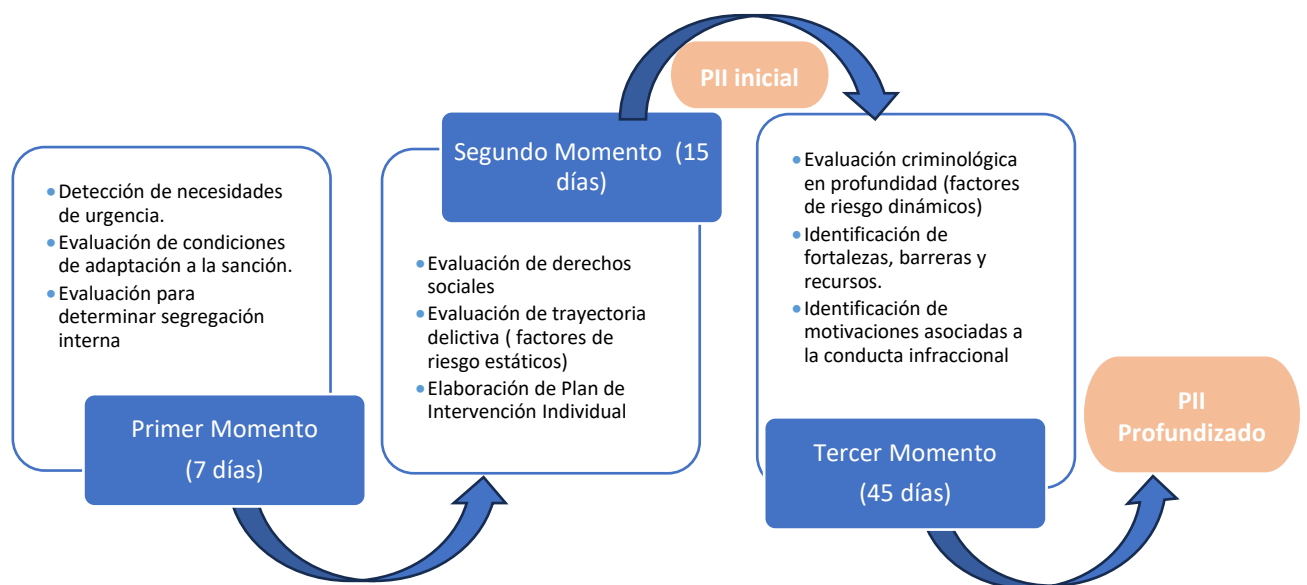 Detección de necesidades
de urgencia.
Evaluación de condiciones
de adaptación a la sanción.
Evaluación para
determinar segregación
interna
Primer Momento
(7 días)
Segundo Momento (15
días)
Evaluación de derechos
sociales
Evaluación de trayectoria
delictiva ( factores de
riesgo estáticos)
Elaboración de Plan de
Intervención Individual
PII inicial
Evaluación criminológica
en profundidad (factores
de riesgo dinámicos)
Identificación de
fortalezas, barreras y
recursos.
Identificación de
motivaciones asociadas a
la conducta infraccional
Tercer Momento
(45 días)
PII
Profundizado